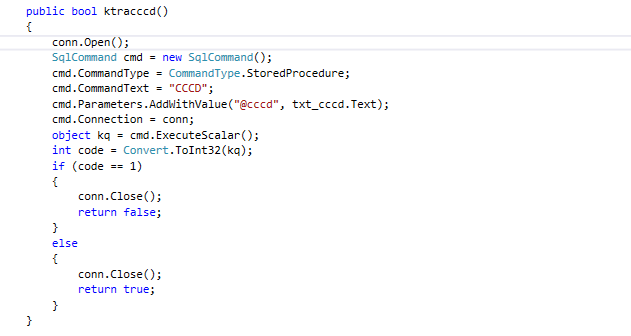 public bool ktracccd()
{
conn.Open();
SqlCommand cmd = new SqlCommand();
cmd.CommandType = CommandType.StoredProcedure;
cmd.CommandText = "CCCD";
cmd.Parameters.AddWithValue("@cccd", txt_cccd.Text);
cmd.Connection = conn;
object kq = cmd.ExecuteScalar();
int code = Convert.ToInt32(kq);
if (code == 1)
{
conn.Close();
return false;
}
else
{
conn.Close();
return true;
}
}